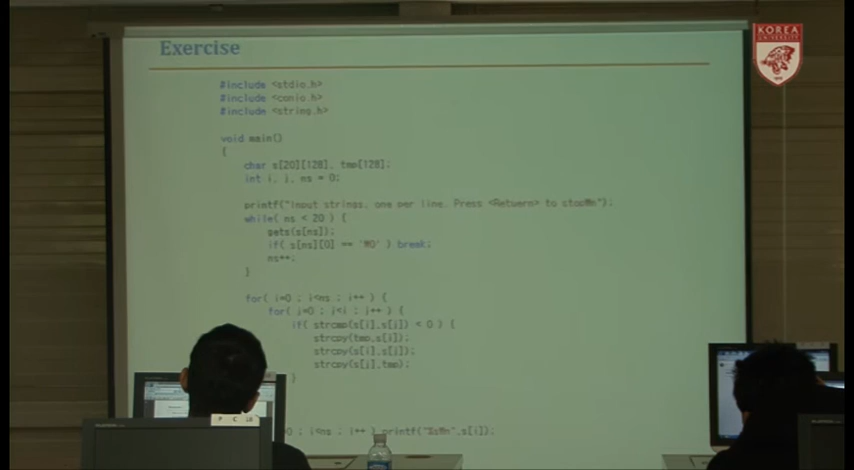 Exercise
KOREA
UNIVERSITY
#include <stdio.h>
#include <conio.h>
#include <string.h>
void main()
{
char s[20][128], tmp[128];
int i, j, ns = 0;
printf("Input strings, one per line. Press <Retuern> to stop₩n");
while( ns < 20 ) {
gets(s[ns]);
if( s[ns][0] == '₩0' ) break;
ns++;
}
for( i=0 ; i<ns ; i++ ) {
for( j=0 ; j<i ; j++ ) {
if( strcmp(s[i],s[j]) < 0 ) {
strcpy(tmp,s[i]);
strcpy(s[i],s[j]);
strcpy(s[j],tmp);
}
0 ; i<ns ; i++ ) printf("%s₩n",s[i]);